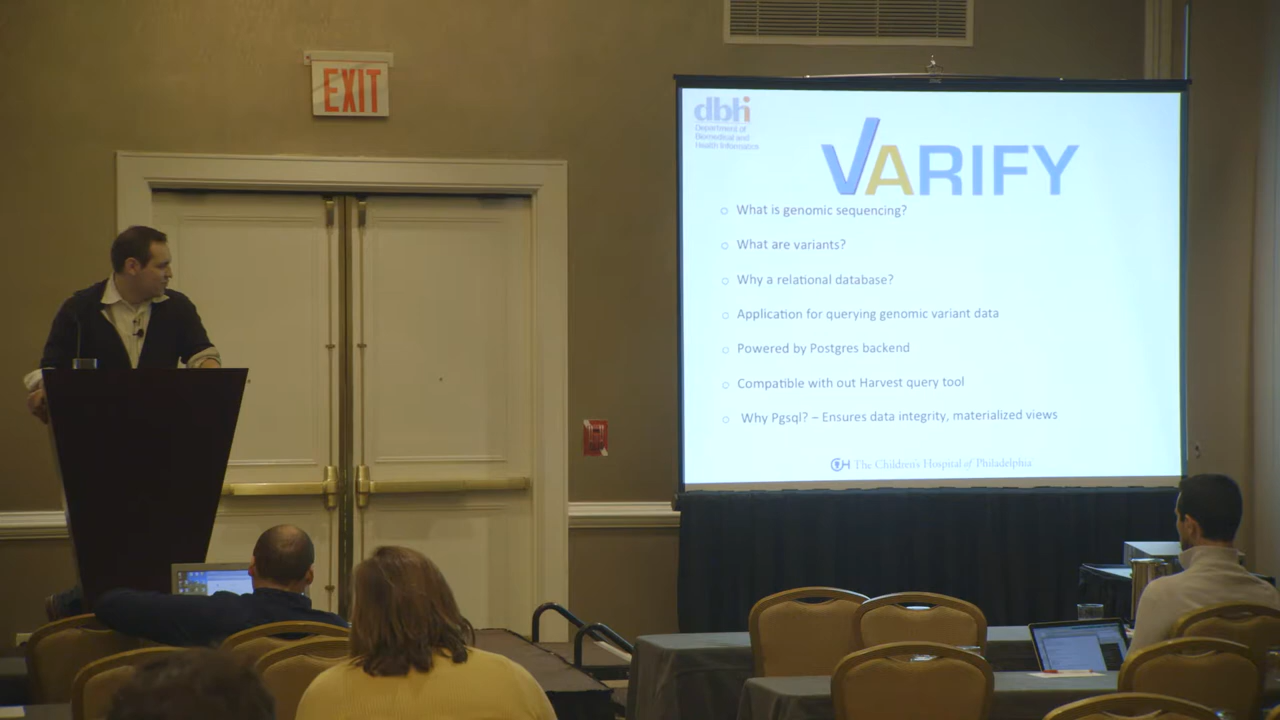 EXIT
dbhi
Department of
Biomedical and
Health Informatics
VARIFY
What is genomic sequencing?
What are variants?
Why a relational database?
Application for querying genomic variant data
Powered by Postgres backend
Compatible with out Harvest query tool
Why Pgsql? – Ensures data integrity, materialized views
The Children's Hospital of Philadelphia